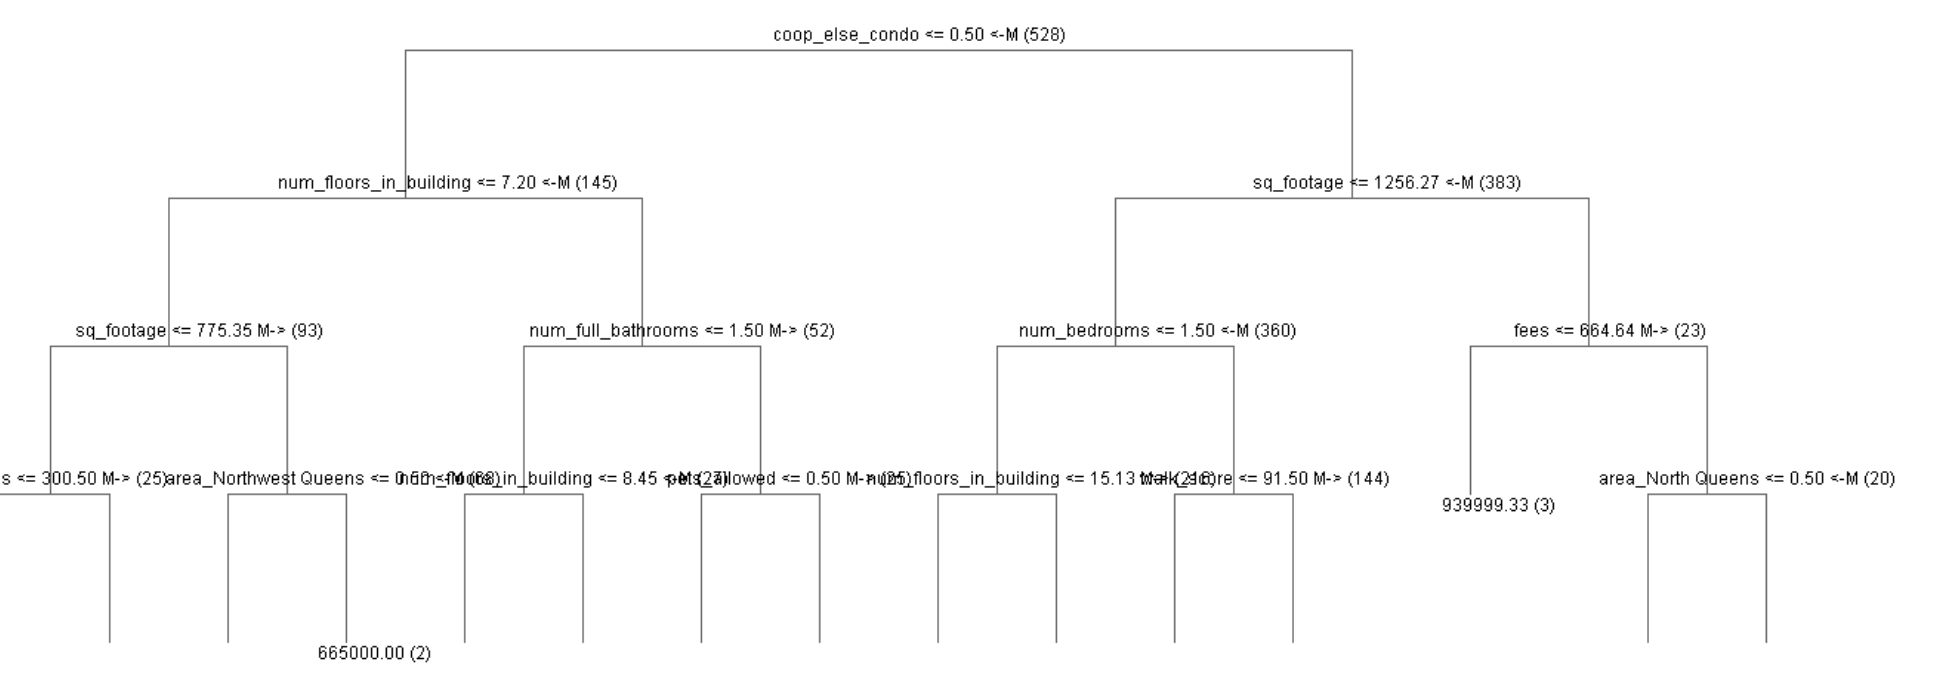 coop_else_condo <= 0.50 <-M (528)
num_floors_in_building <= 7.20 <-M (145)
sq_footage <= 1256.27 <-M (383)
sq_footage <= 775.35 M-> (93)
num_full_bathrooms <= 1.50 M-> (52)
num_bedrooms <= 1.50 <-M (360)
fees <= 664.64 M-> (23)
s <= 300.50 M-> (25)
area_Northwest Queens <= 0.50 <-M (68)
num_floors_in_building <= 8.45 <-M (27)
pets_allowed <= 0.50 M-> (25)
num_floors_in_building <= 15.13 M-> (216)
walk_score <= 91.50 M-> (144)
area_North Queens <= 0.50 <-M (20)
939999.33 (3)
665000.00 (2)